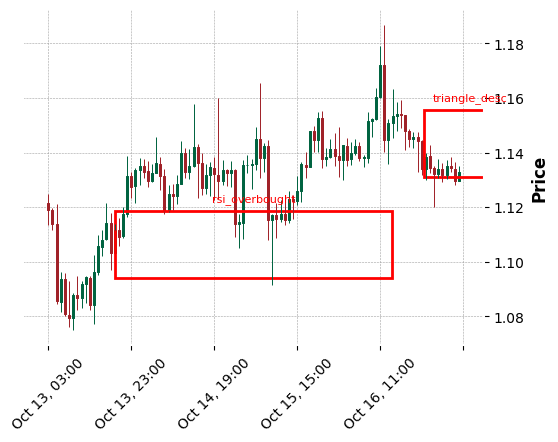 1.18
triangle_desc
1.16
1.14
rsi_overbought
1.12
1.10
1.08
Price
Oct 13, 03:00
Oct 13, 23:00
Oct 14, 19:00
Oct 15, 15:00
Oct 16, 11:00